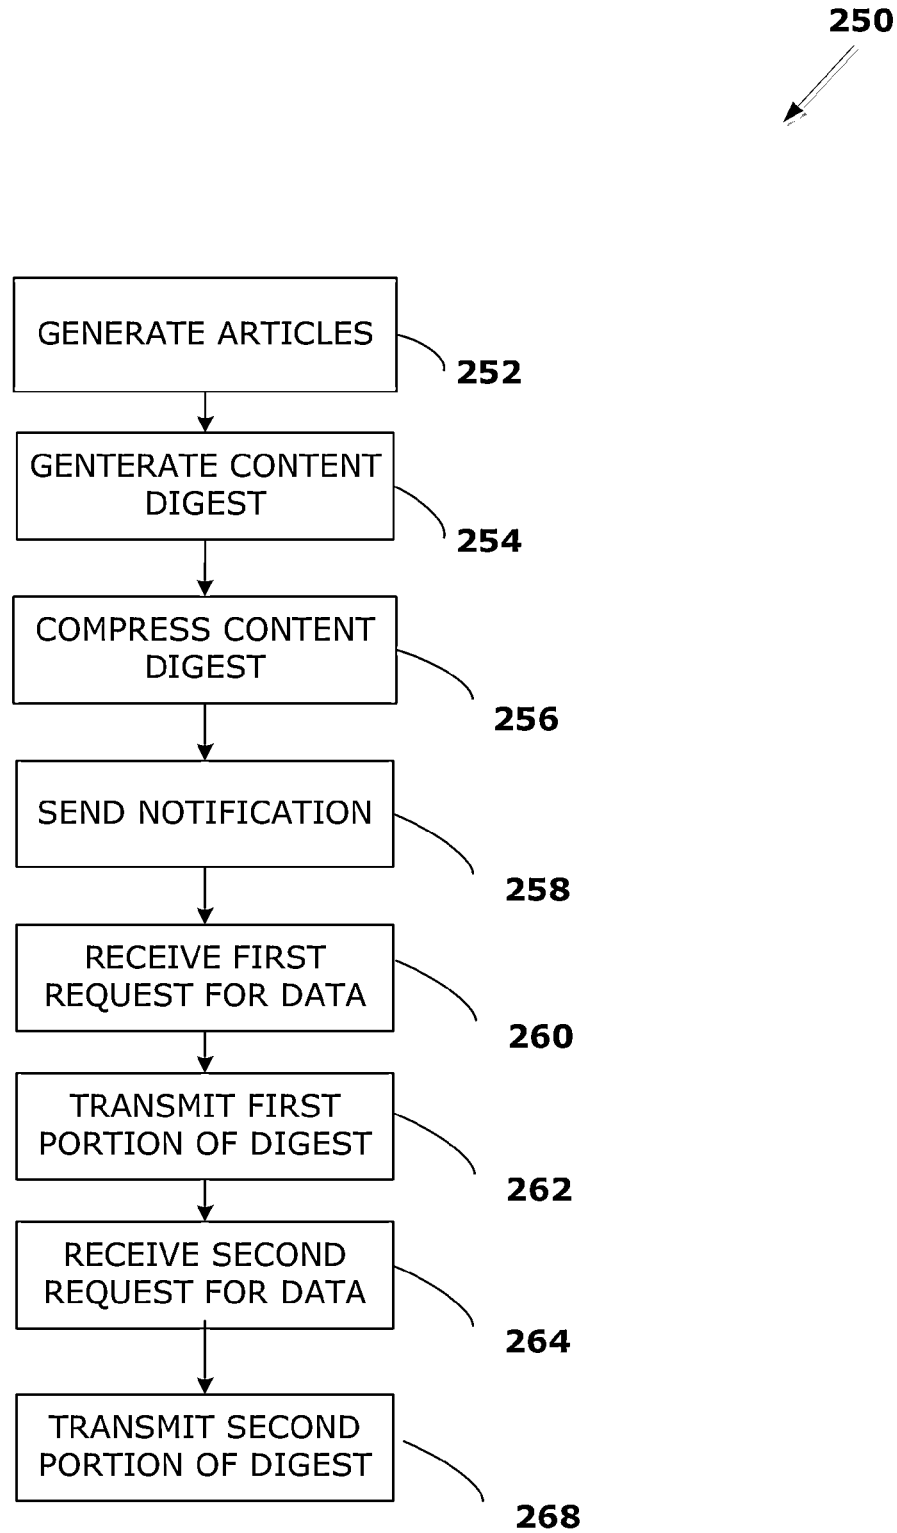 250
GENERATE ARTICLES
252
GENTERATE CONTENT
DIGEST
254
COMPRESS CONTENT
DIGEST
256
SEND NOTIFICATION
258
RECEIVE FIRST
REQUEST FOR DATA
260
TRANSMIT FIRST
PORTION OF DIGEST
262
RECEIVE SECOND
REQUEST FOR DATA
264
TRANSMIT SECOND
PORTION OF DIGEST
268